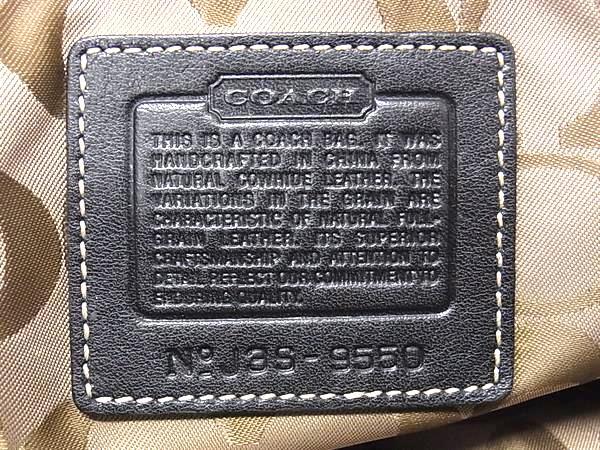 COACH
THIS IS A COACH BAG. IT WAS
HANDCRAFTED IN CHINA FROM
NATURAL COWHIDE LEATHER. THE
VARIATIONS IN THE GRAIN ARE
CHARACTERISTIC OF NATURAL FULL-
GRAIN LEATHER. ITS SUPERIOR
CRAFTSMANSHIP AND ATTENTION TO
DETAIL REFLECT OUR COMMITMENT TO
ENDURING QUALITY.
Nº J3S-9550